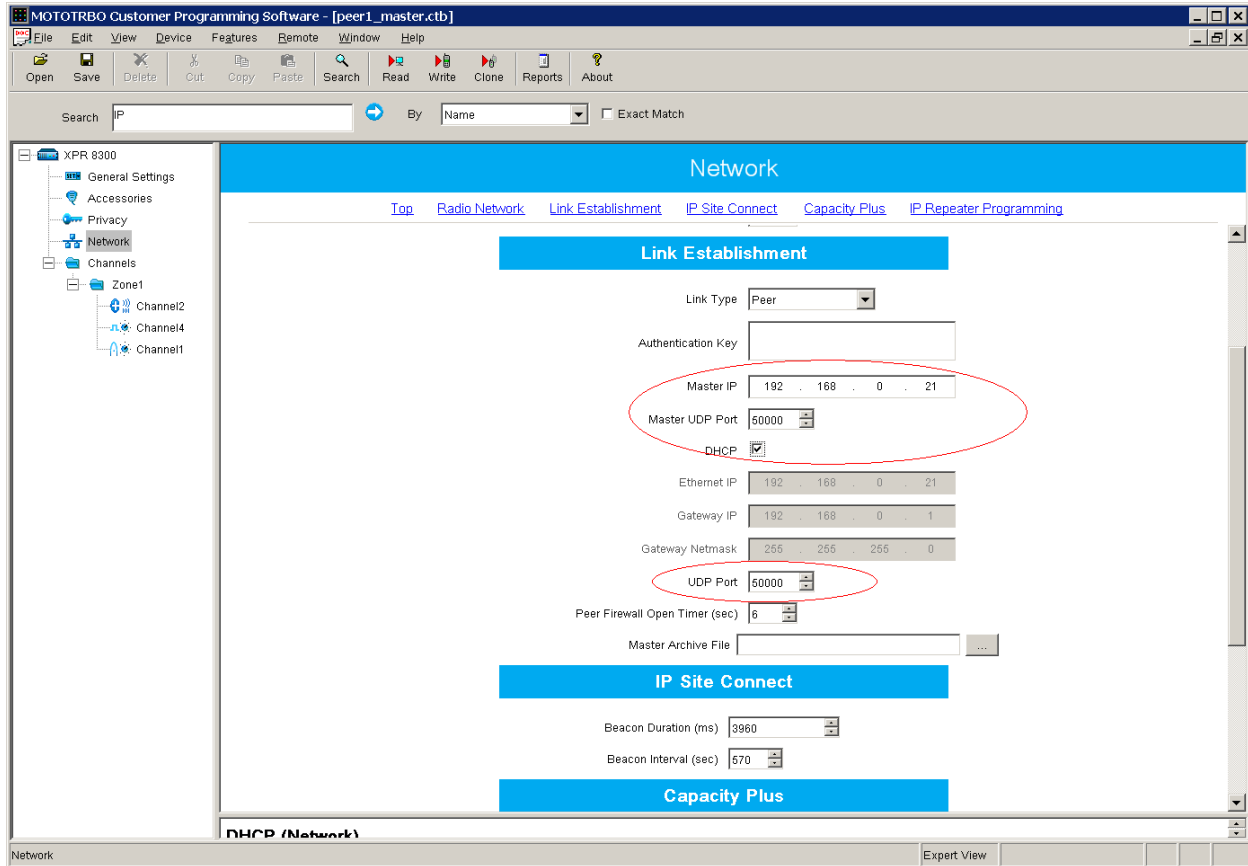 MOTOTRBO Customer Programming Software - [peer1_master.ctb]
File Edit View Device Features Remote Window Help
Open Save Delete Cut Copy Paste Search Read Write Clone Reports About
Search IP By Name Exact Match
XPR 8300
General Settings
Accessories
Privacy
Network
Channels
Zone1
Channel2
Channel4
Channel1
Network
Top Radio Network Link Establishment IP Site Connect Capacity Plus IP Repeater Programming
Link Establishment
Link Type Peer
Authentication Key
Master IP 192 . 168 . 0 . 21
Master UDP Port 50000
DHCP
Ethernet IP 192 . 168 . 0 . 21
Gateway IP 192 . 168 . 0 . 1
Gateway Netmask 255 . 255 . 255 . 0
UDP Port 50000
Peer Firewall Open Timer (sec) 6
Master Archive File ...
IP Site Connect
Beacon Duration (ms) 3960
Beacon Interval (sec) 570
Capacity Plus
DHCP (Network)
Network Expert View